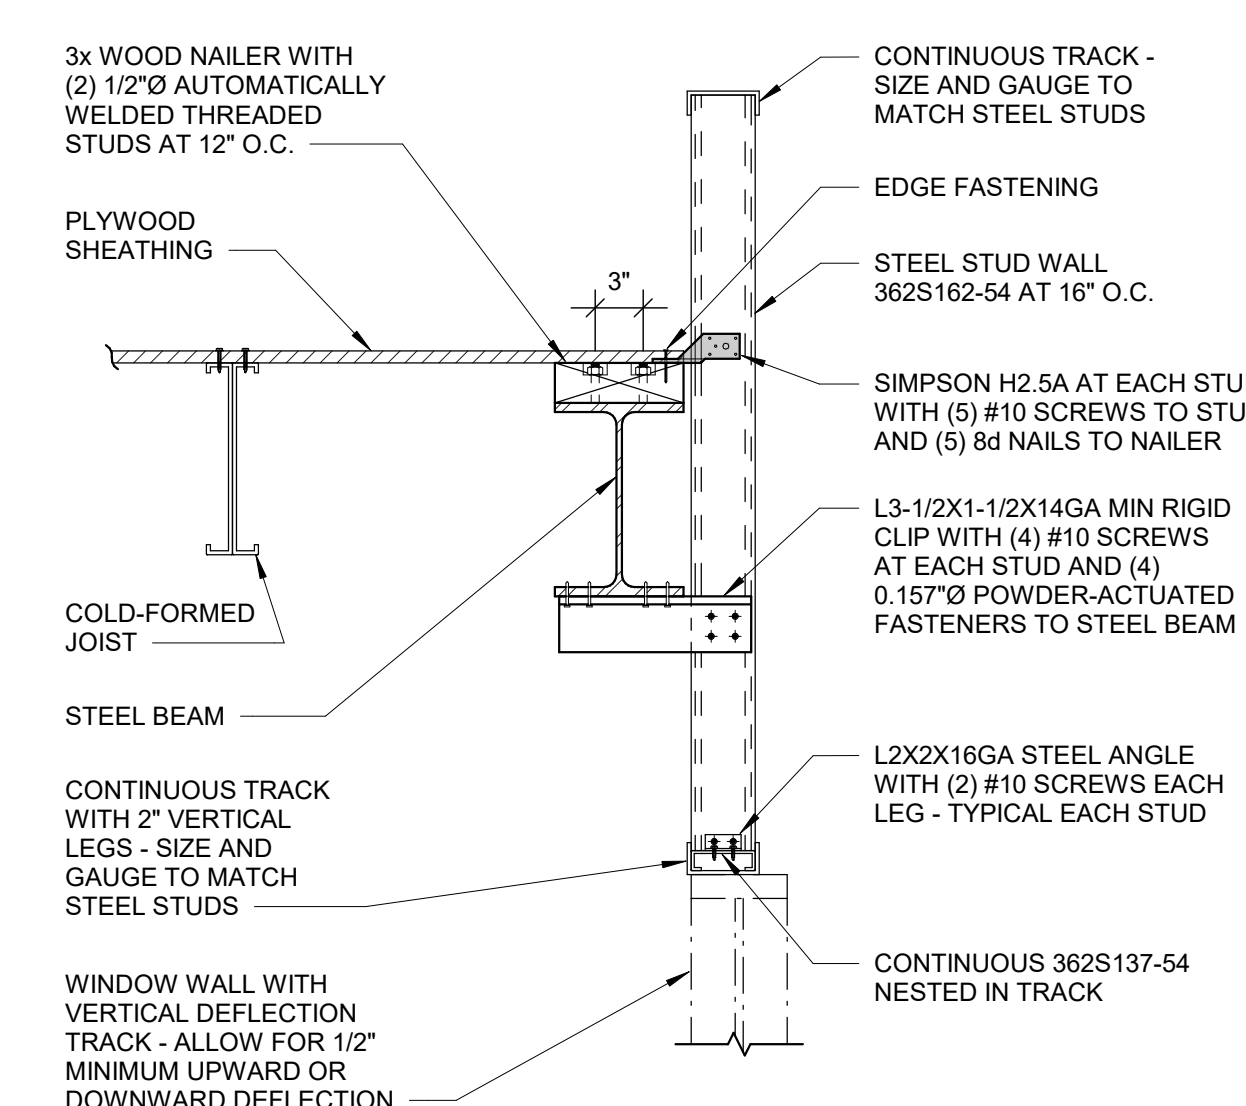 3x WOOD NAILER WITH
(2) 1/2"Ø AUTOMATICALLY
WELDED THREADED
STUDS AT 12" O.C.
PLYWOOD
SHEATHING
3"
COLD-FORMED
JOIST
STEEL BEAM
CONTINUOUS TRACK
WITH 2" VERTICAL
LEGS - SIZE AND
GAUGE TO MATCH
STEEL STUDS
WINDOW WALL WITH
VERTICAL DEFLECTION
TRACK - ALLOW FOR 1/2"
MINIMUM UPWARD OR
DOWNWARD DEFLECTION
CONTINUOUS TRACK -
SIZE AND GAUGE TO
MATCH STEEL STUDS
EDGE FASTENING
STEEL STUD WALL
362S162-54 AT 16" O.C.
SIMPSON H2.5A AT EACH STU
WITH (5) #10 SCREWS TO STU
AND (5) 8d NAILS TO NAILER
L3-1/2X1-1/2X14GA MIN RIGID
CLIP WITH (4) #10 SCREWS
AT EACH STUD AND (4)
0.157"Ø POWDER-ACTUATED
FASTENERS TO STEEL BEAM
L2X2X16GA STEEL ANGLE
WITH (2) #10 SCREWS EACH
LEG - TYPICAL EACH STUD
CONTINUOUS 362S137-54
NESTED IN TRACK